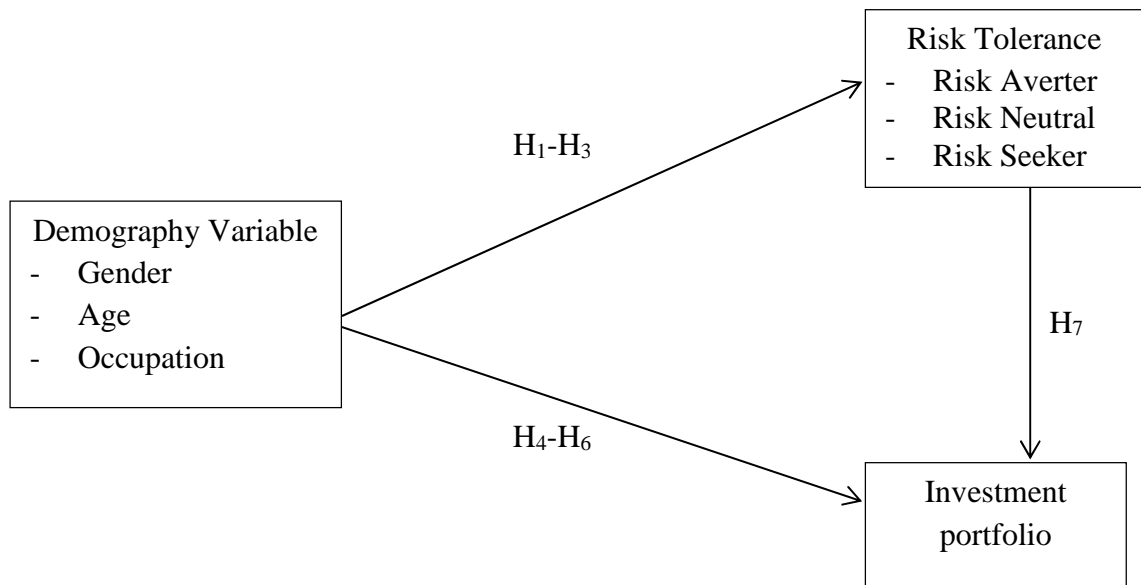 Risk Tolerance
- Risk Averter
- Risk Neutral
- Risk Seeker
H₁-H₃
Demography Variable
- Gender
- Age
- Occupation
H₇
H₄-H₆
Investment
portfolio